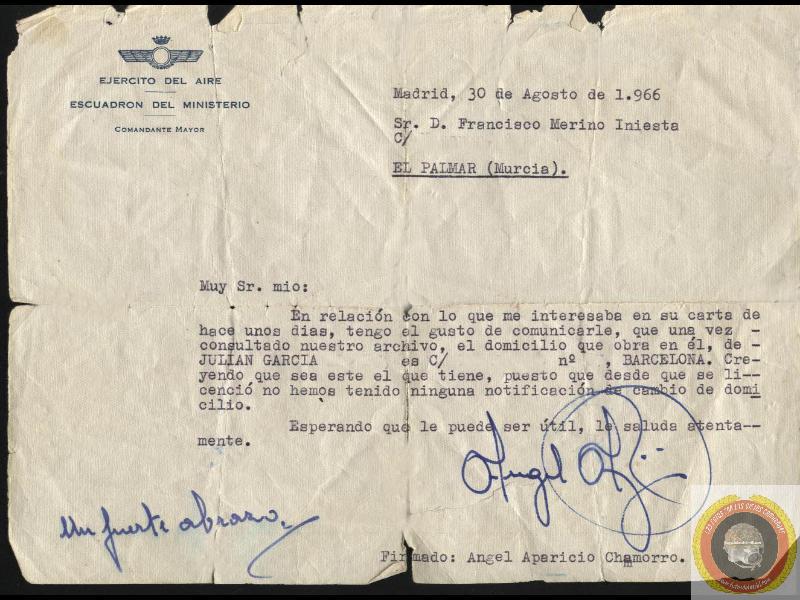 EJERCITO DEL AIRE
ESCUADRON DEL MINISTERIO
COMANDANTE MAYOR
Madrid, 30 de Agosto de 1.966
Sr. D. Francisco Merino Iniesta
C/
EL PALMAR (Murcia).
Muy Sr. mio:
En relación con lo que me interesaba en su carta de
hace unos días, tengo el gusto de comunicarle, que una vez -
consultado nuestro archivo, el domicilio que obra en él, de-
JULIAN GARCIA es C/ nº , BARCELONA. Cre-
yendo que sea este el que tiene, puesto que desde que se li--
cenció no hemos tenido ninguna notificación de cambio de domi
cilio.
Esperando que le puede ser útil, le saluda atenta--
mente.
Angel
Un fuerte abrazo.
Firmado: Angel Aparicio Chamorro.